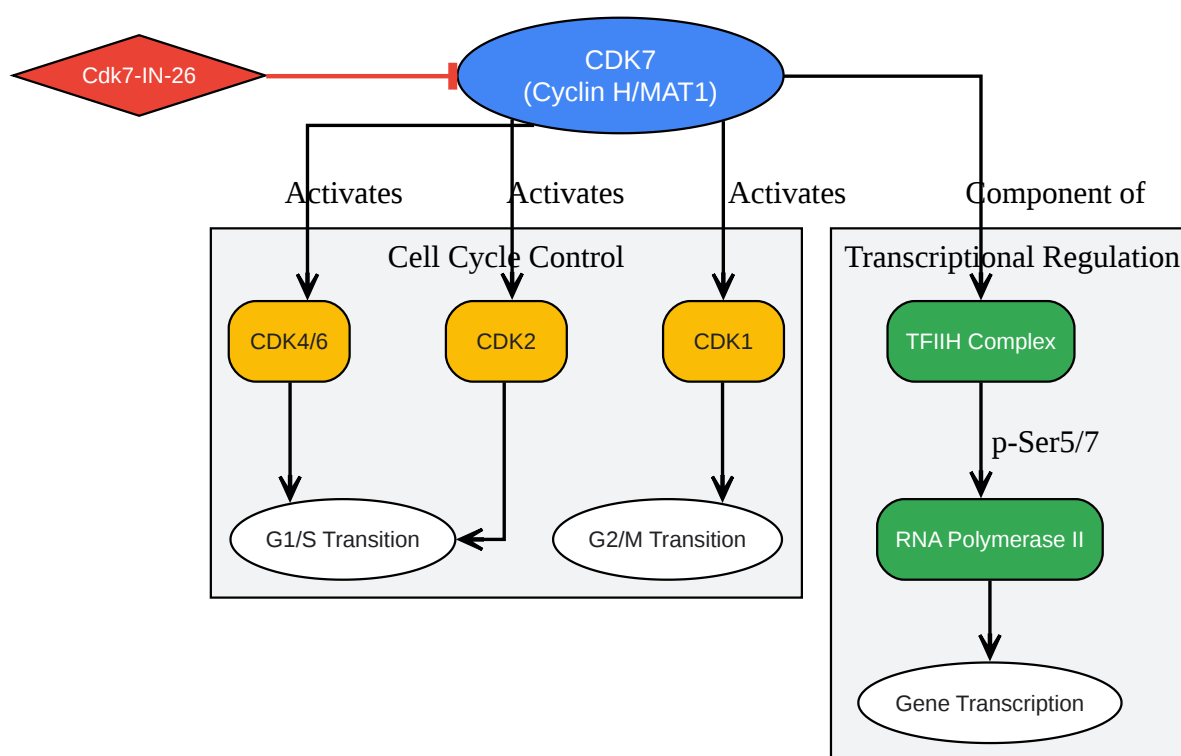 Cdk7-IN-26
CDK7
(Cyclin H/MAT1)
Activates
Activates
Activates
Component of
Cell Cycle Control
Transcriptional Regulation
CDK4/6
CDK2
CDK1
TFIIH Complex
p-Ser5/7
G1/S Transition
G2/M Transition
RNA Polymerase II
Gene Transcription